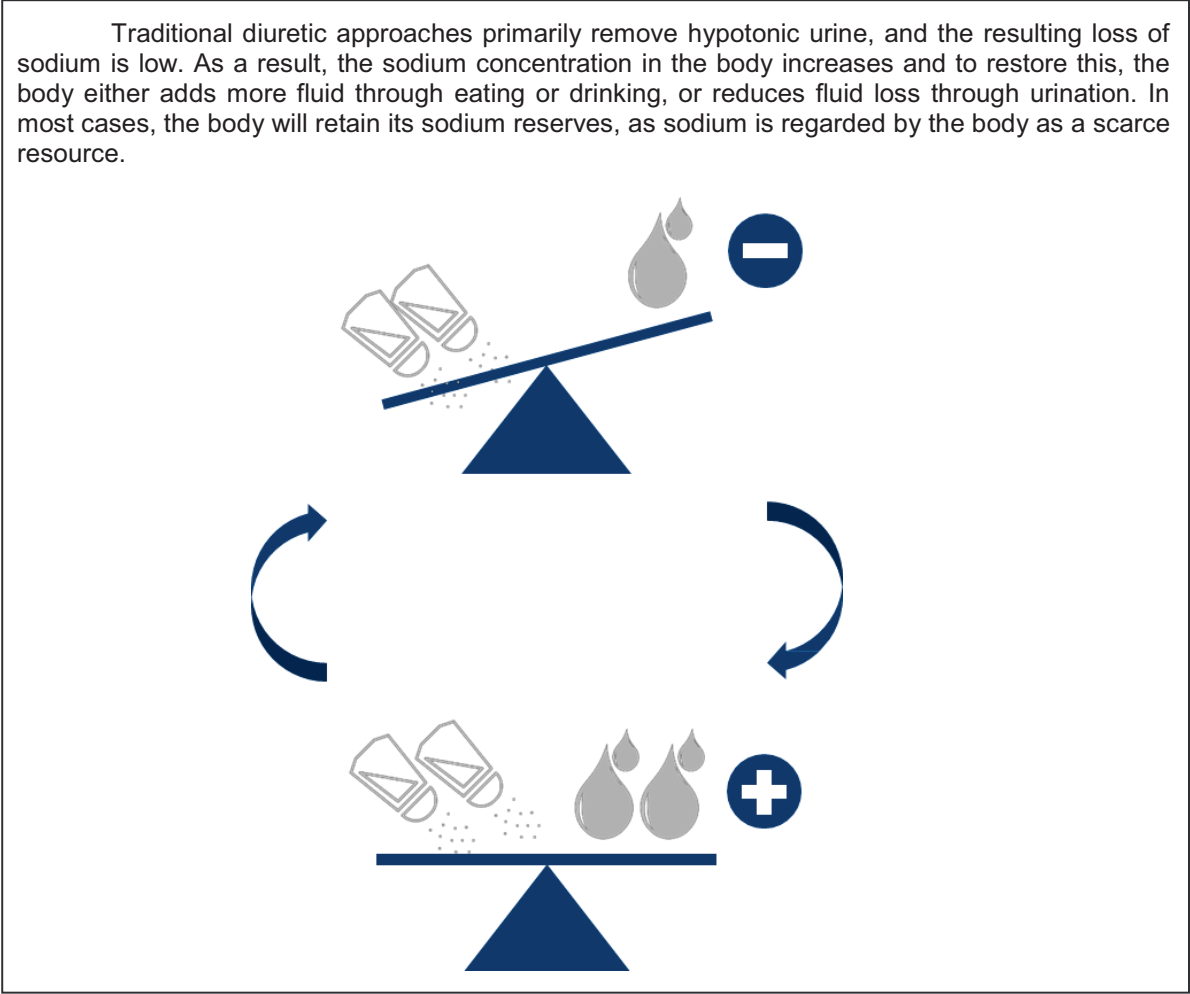 Traditional diuretic approaches primarily remove hypotonic urine, and the resulting loss of
sodium is low. As a result, the sodium concentration in the body increases and to restore this, the
body either adds more fluid through eating or drinking, or reduces fluid loss through urination. In
most cases, the body will retain its sodium reserves, as sodium is regarded by the body as a scarce
resource.